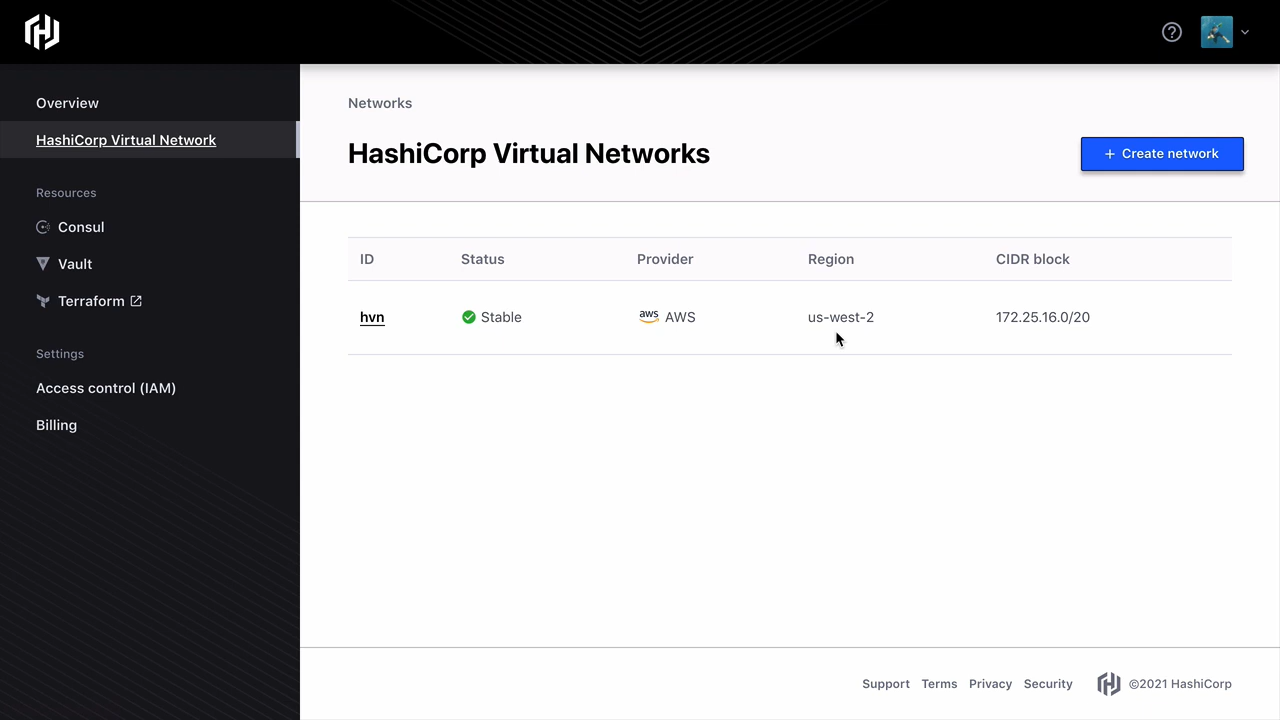 Overview
HashiCorp Virtual Network
Resources
Consul
Vault
Terraform
Settings
Access control (IAM)
Billing
Networks
HashiCorp Virtual Networks
+ Create network
ID Status Provider Region CIDR block
hvn Stable aws AWS us-west-2 172.25.16.0/20
Support Terms Privacy Security ©2021 HashiCorp